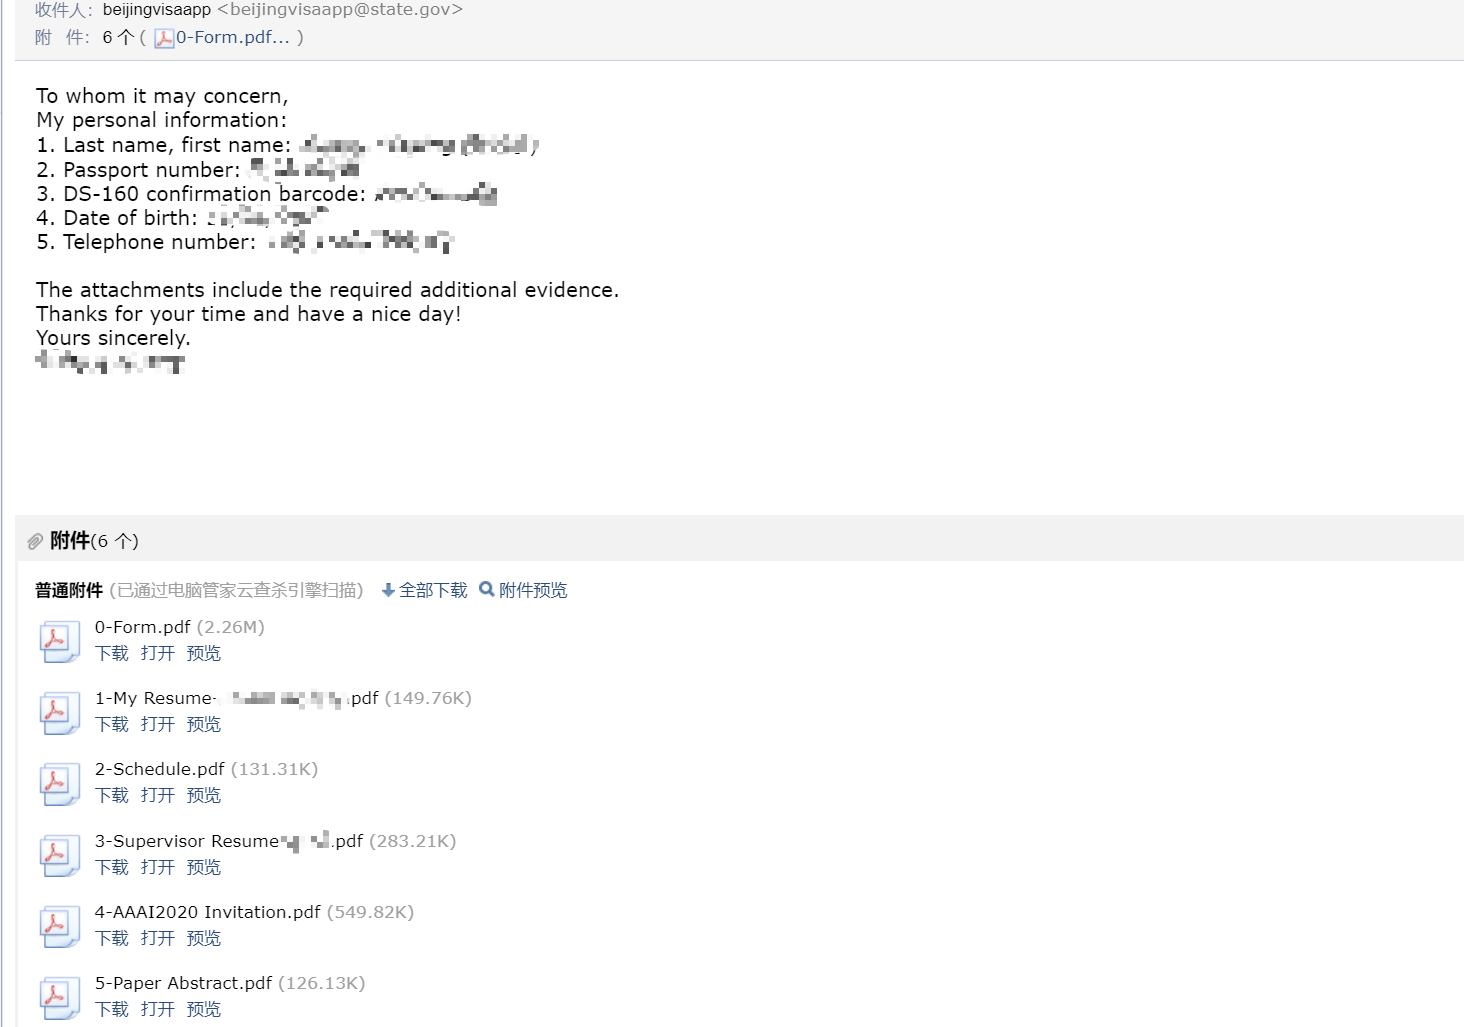 收件人: beijingvisaapp <beijingvisaapp@state.gov>
附 件: 6 个 ( 0-Form.pdf... )
To whom it may concern,
My personal information:
1. Last name, first name:
2. Passport number:
3. DS-160 confirmation barcode:
4. Date of birth:
5. Telephone number:
The attachments include the required additional evidence.
Thanks for your time and have a nice day!
Yours sincerely.
附件(6 个)
普通附件 (已通过电脑管家云查杀引擎扫描) 全部下载 附件预览
0-Form.pdf (2.26M)
下载 打开 预览
1-My Resume- .pdf (149.76K)
下载 打开 预览
2-Schedule.pdf (131.31K)
下载 打开 预览
3-Supervisor Resume .pdf (283.21K)
下载 打开 预览
4-AAAI2020 Invitation.pdf (549.82K)
下载 打开 预览
5-Paper Abstract.pdf (126.13K)
下载 打开 预览